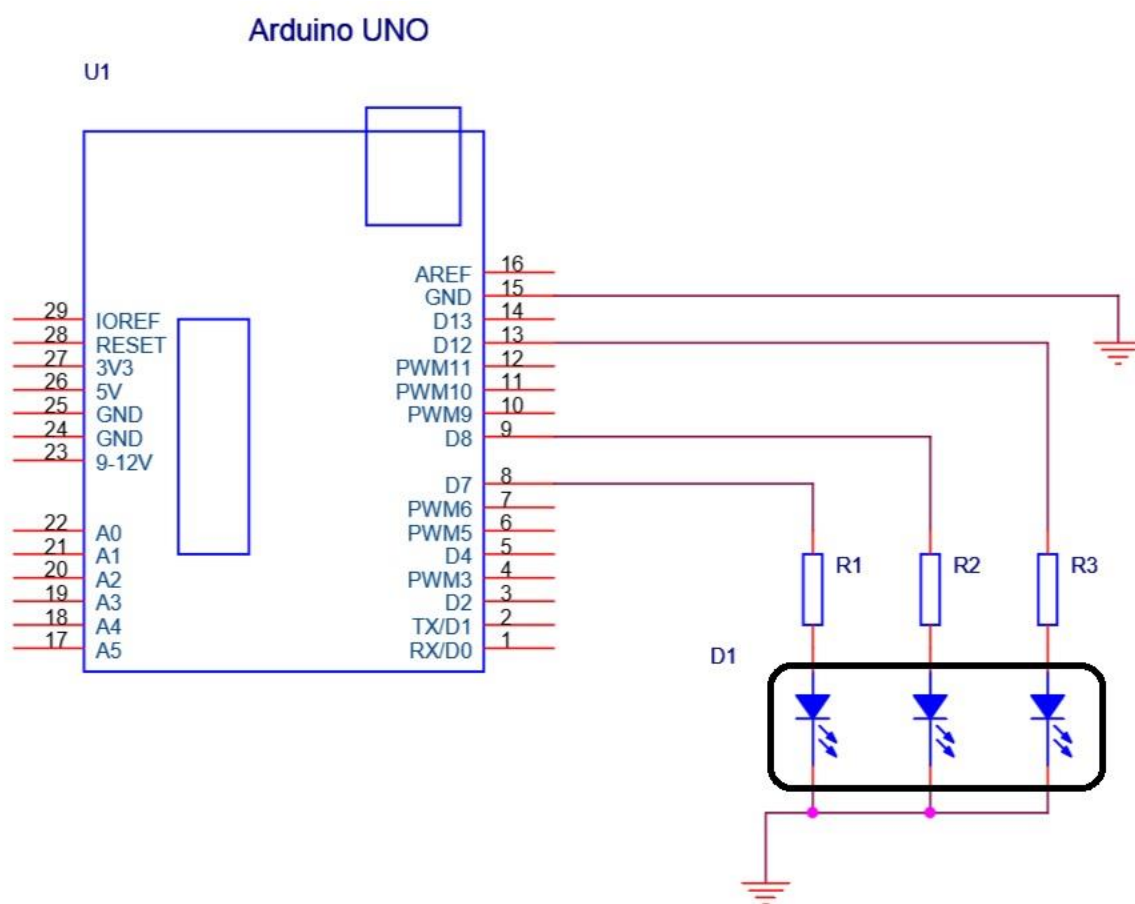 Arduino UNO
U1
16 AREF
15 GND
29 IOREF
14 D13
28 RESET
13 D12
27 3V3
12 PWM11
26 5V
11 PWM10
25 GND
10 PWM9
24 GND
9 D8
23 9-12V
8 D7
7 PWM6
22 A0
6 PWM5
21 A1
5 D4
R1 R2 R3
20 A2
4 PWM3
19 A3
3 D2
18 A4
2 TX/D1
17 A5
1 RX/D0
D1